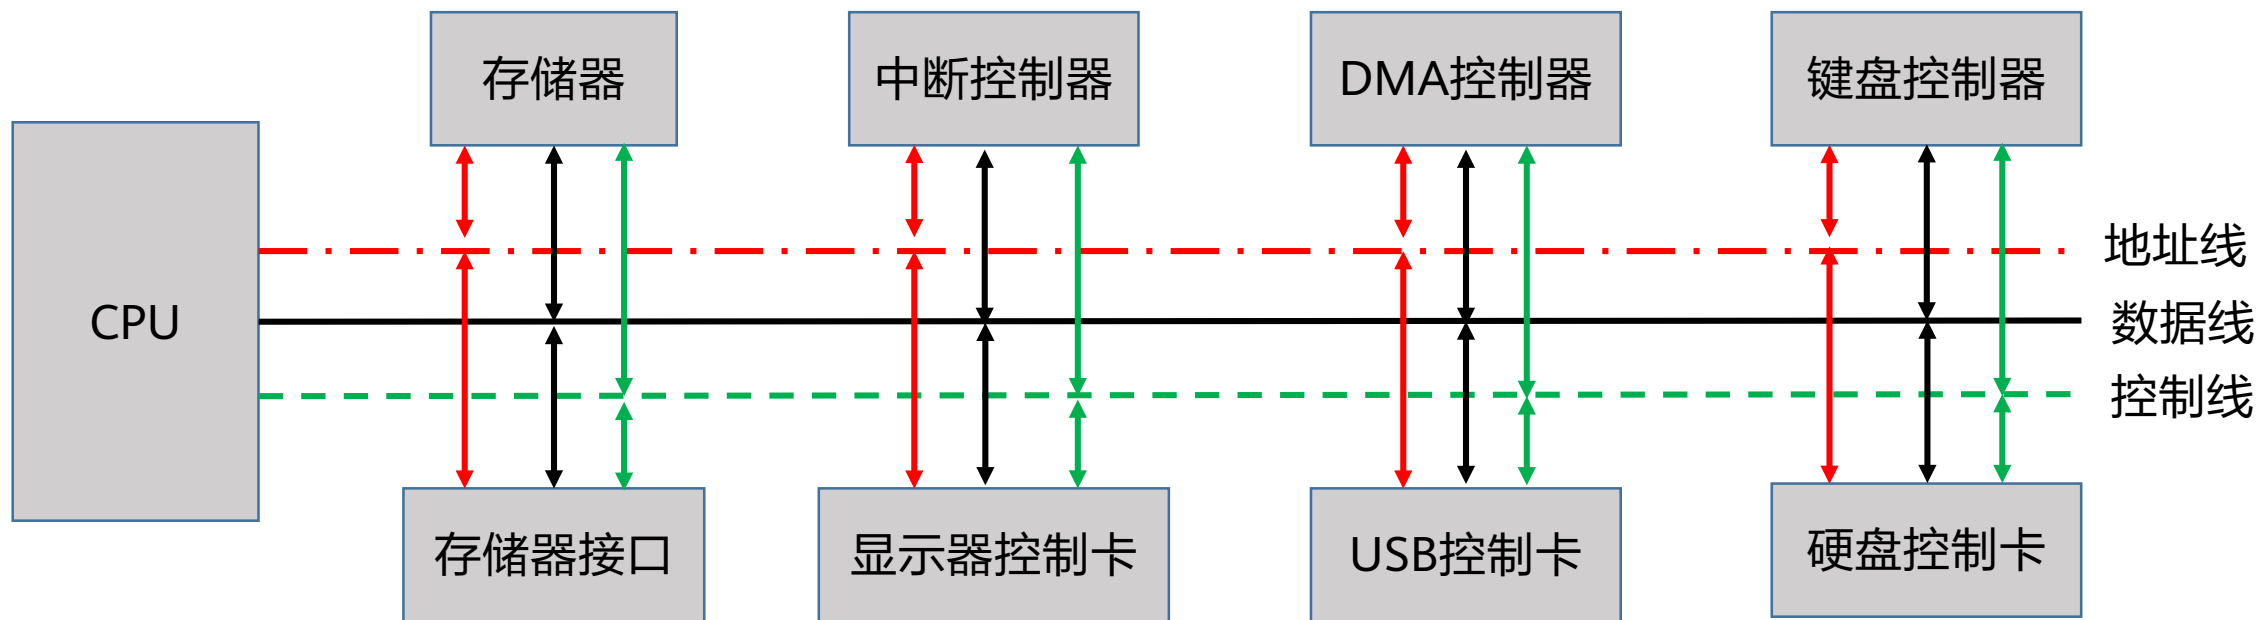 存储器
中断控制器
DMA控制器
键盘控制器
CPU
地址线
数据线
控制线
存储器接口
显示器控制卡
USB控制卡
硬盘控制卡